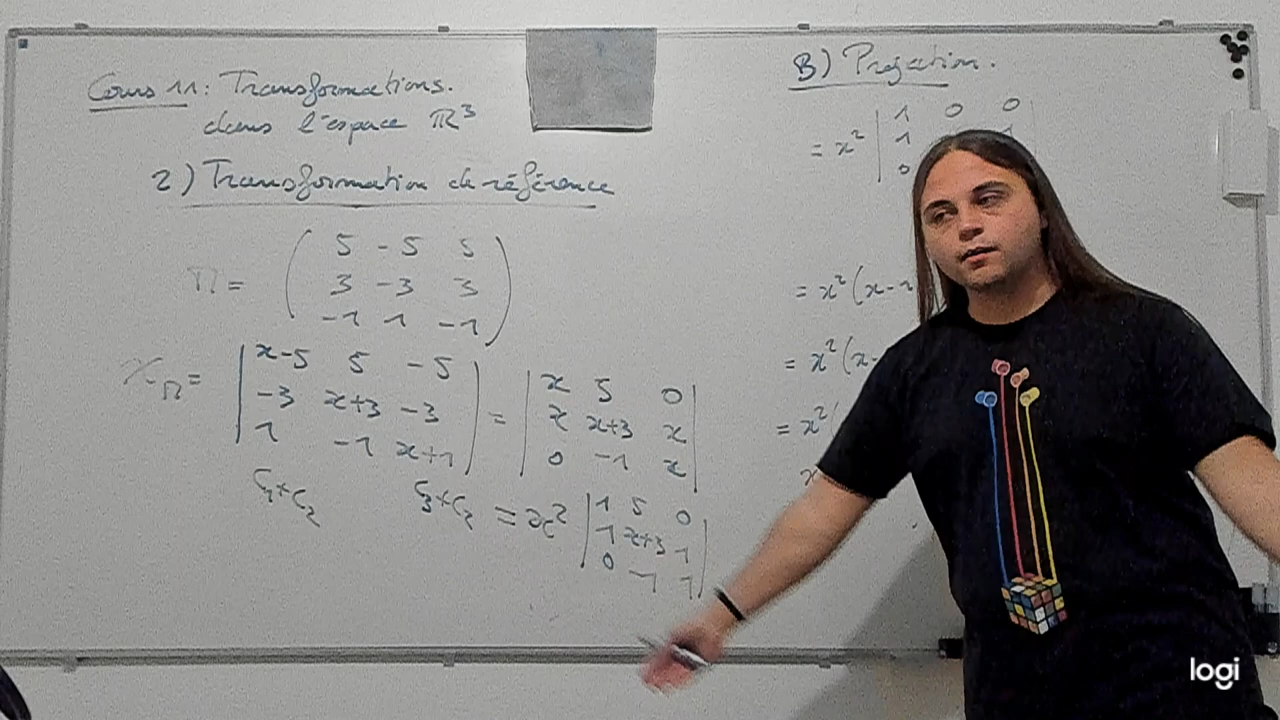 Cours 11: Transformations.
dans l'espace ℝ³
2) Transformation de référence
M = ( 5 -5 5
3 -3 3
-1 1 -1 )
χ_M = | x-5 5 -5
-3 x+3 -3
1 -1 x+1 | = | x 5 0
x x+3 x
0 -1 x |
C₁+C₂ C₃+C₂ = x² | 1 5 0
1 x+3 1
0 -1 1 |
B) Projection.
= x² | 1 0 0
1
0
= x²(x-
= x²(x-
= x²(
logi